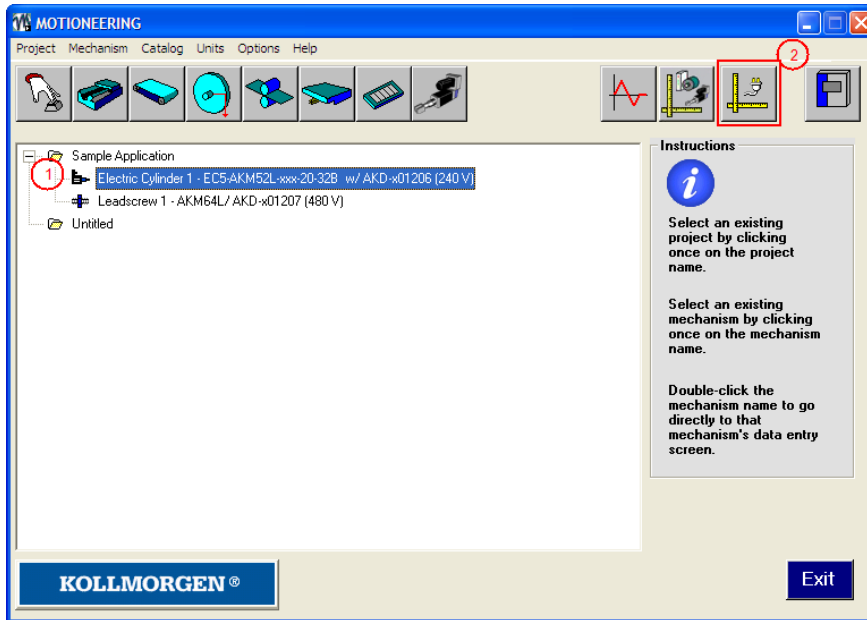 MOTIONEERING
Project Mechanism Catalog Units Options Help
2
Sample Application
1
Electric Cylinder 1 - EC5-AKM52L-xxx-20-32B w/ AKD-x01206 (240 V)
Leadscrew 1 - AKM64L/ AKD-x01207 (480 V)
Untitled
Instructions
i
Select an existing
project by clicking
once on the project
name.
Select an existing
mechanism by clicking
once on the mechanism
name.
Double-click the
mechanism name to go
directly to that
mechanism's data entry
screen.
KOLLMORGEN ®
Exit